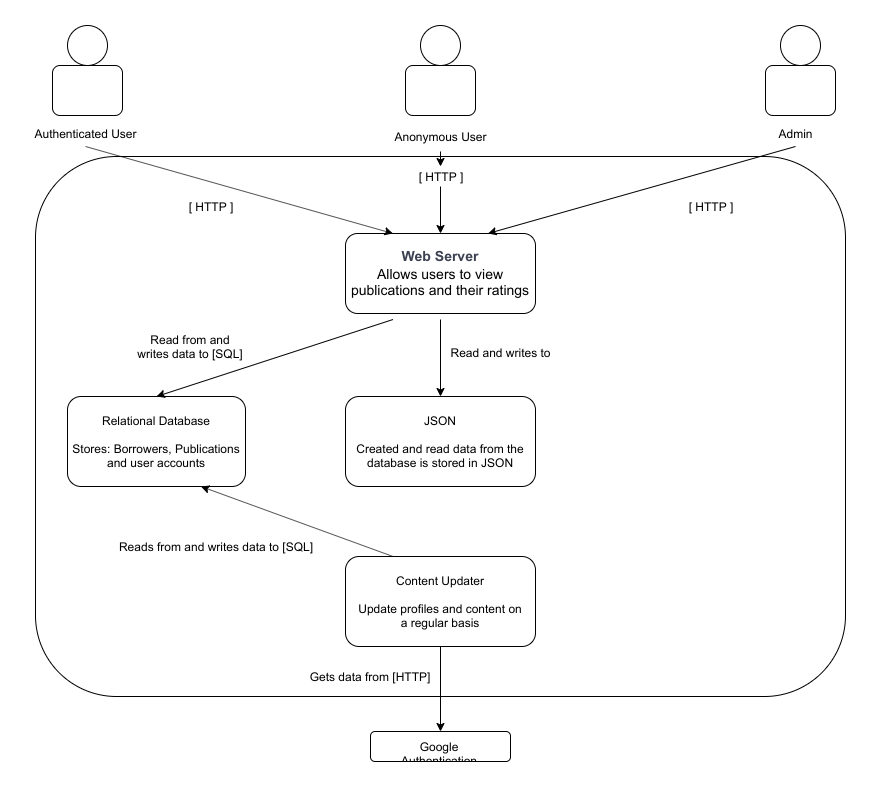 Authenticated User
Anonymous User
Admin
[ HTTP ]
[ HTTP ]
[ HTTP ]
Web Server
Allows users to view
publications and their ratings
Read from and
writes data to [SQL]
Read and writes to
Relational Database
Stores: Borrowers, Publications
and user accounts
JSON
Created and read data from the
database is stored in JSON
Reads from and writes data to [SQL]
Content Updater
Update profiles and content on
a regular basis
Gets data from [HTTP]
Google
Authentication